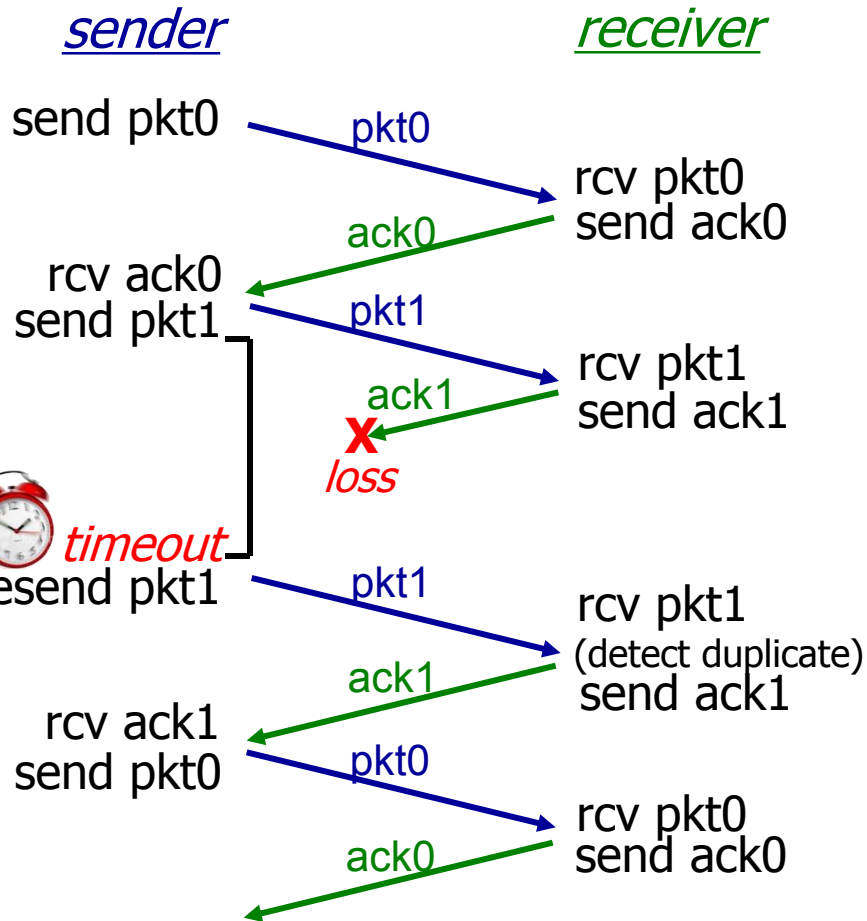 sender
receiver
send pkt0
pkt0
rcv pkt0
send ack0
ack0
rcv ack0
send pkt1
pkt1
rcv pkt1
send ack1
ack1
X
loss
timeout
esend pkt1
pkt1
rcv pkt1
(detect duplicate)
send ack1
ack1
rcv ack1
send pkt0
pkt0
rcv pkt0
send ack0
ack0